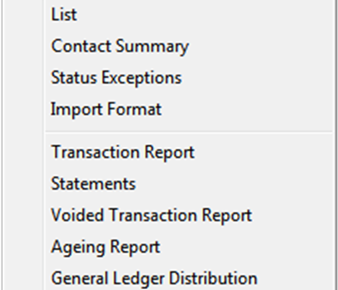 List
Contact Summary
Status Exceptions
Import Format
Transaction Report
Statements
Voided Transaction Report
Ageing Report
General Ledger Distribution